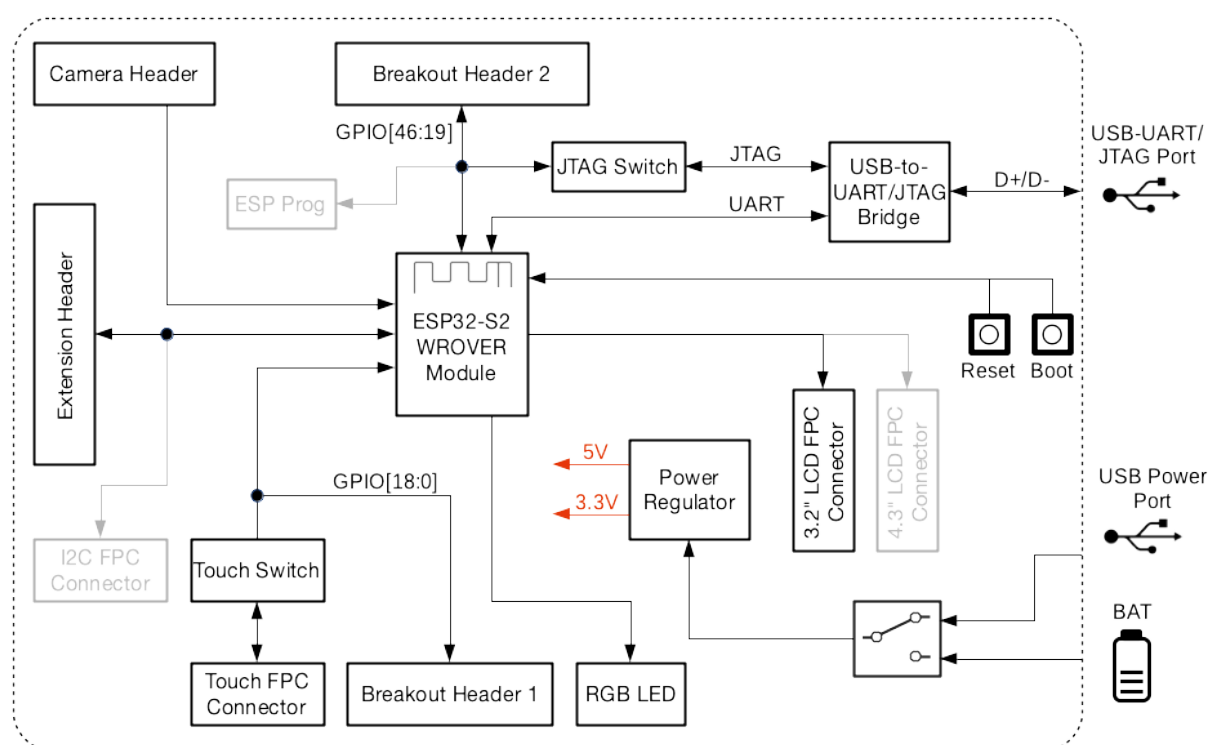 Camera Header
Breakout Header 2
GPIO[46:19]
JTAG Switch
JTAG
USB-to-
UART/JTAG
Bridge
D+/D-
USB-UART/
JTAG Port
ESP Prog
UART
Extension Header
ESP32-S2
WROVER
Module
Reset
Boot
3.2" LCD FPC
Connector
4.3" LCD FPC
Connector
5V
3.3V
Power
Regulator
USB Power
Port
GPIO[18:0]
I2C FPC
Connector
Touch Switch
BAT
Touch FPC
Connector
Breakout Header 1
RGB LED